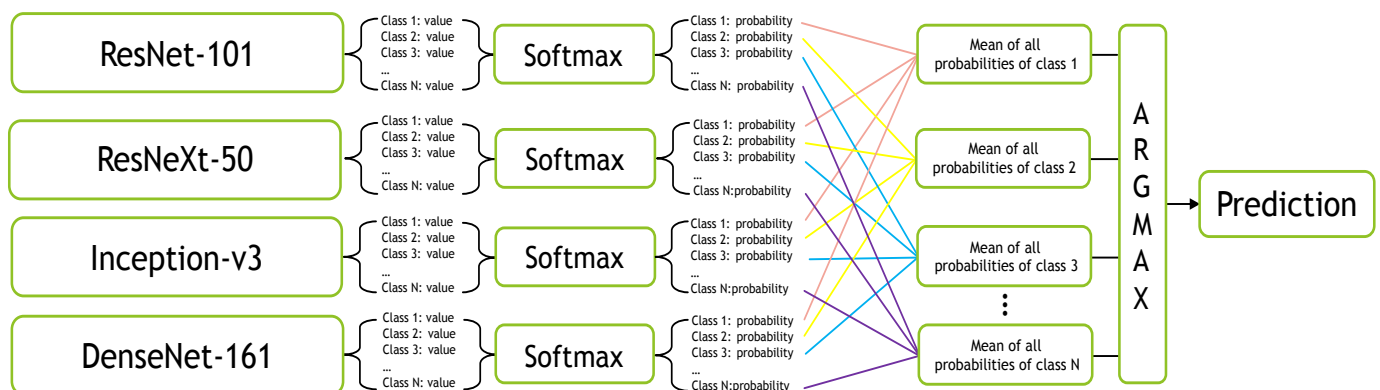 ResNet-101
Class 1: value
Class 2: value
Class 3: value
...
Class N: value
Softmax
Class 1: probability
Class 2: probability
Class 3: probability
...
Class N: probability
ResNeXt-50
Class 1: value
Class 2: value
Class 3: value
...
Class N: value
Softmax
Class 1: probability
Class 2: probability
Class 3: probability
...
Class N:probability
Inception-v3
Class 1: value
Class 2: value
Class 3: value
...
Class N: value
Softmax
Class 1: probability
Class 2: probability
Class 3: probability
...
Class N:probability
DenseNet-161
Class 1: value
Class 2: value
Class 3: value
...
Class N: value
Softmax
Class 1: probability
Class 2: probability
Class 3: probability
...
Class N:probability
Mean of all
probabilities of class 1
Mean of all
probabilities of class 2
Mean of all
probabilities of class 3
Mean of all
probabilities of class N
A
R
G
M
A
X
Prediction